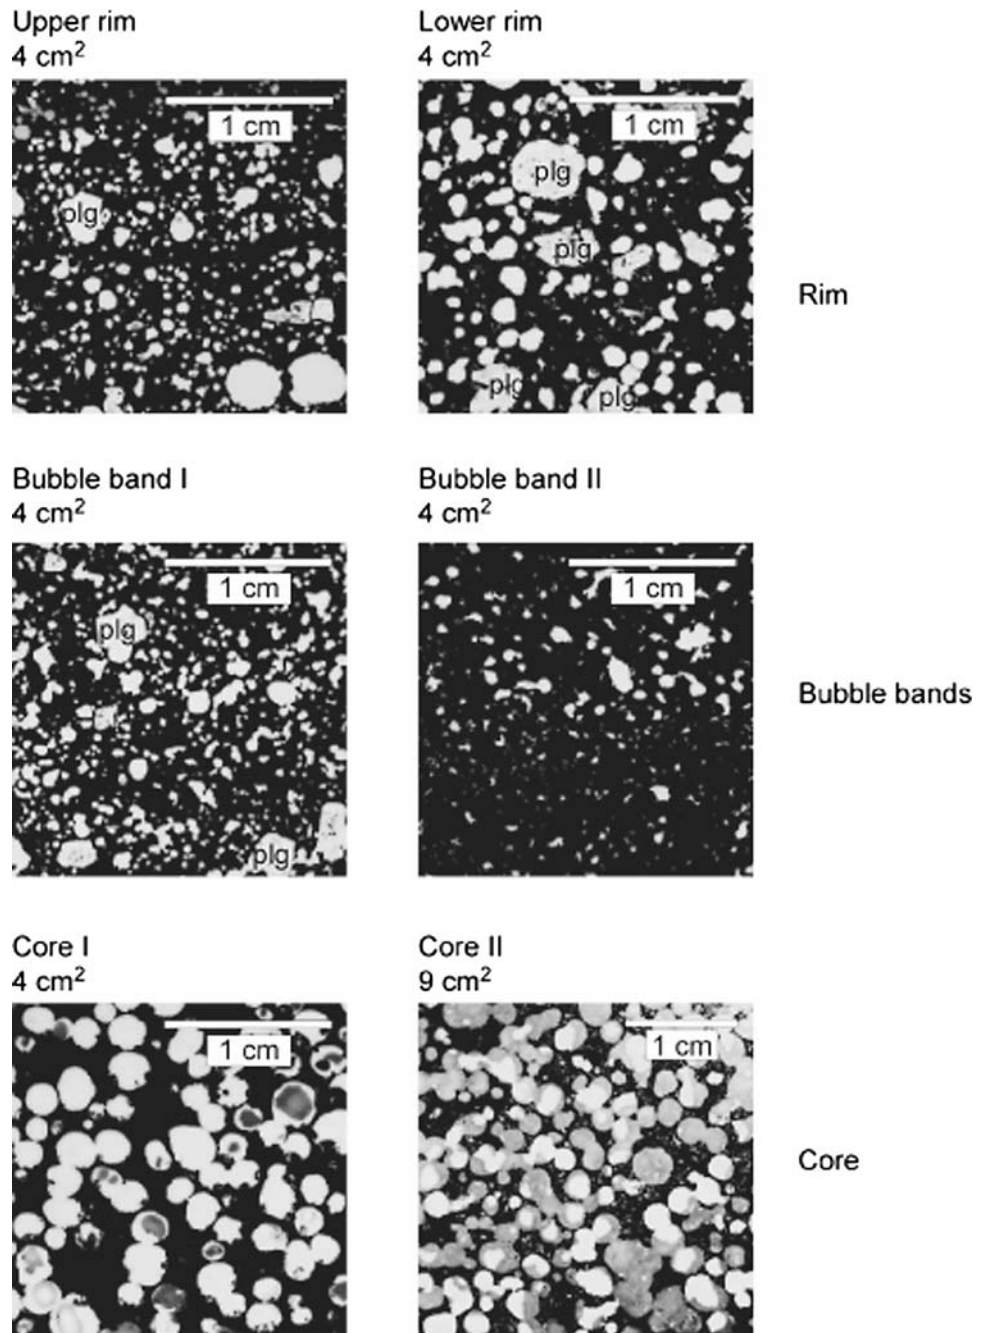 Upper rim
4 cm²
Lower rim
4 cm²
1 cm
1 cm
plg
plg
plg
plg
plg
Rim
Bubble band I
4 cm²
Bubble band II
4 cm²
1 cm
1 cm
plg
plg
Bubble bands
Core I
4 cm²
Core II
9 cm²
1 cm
1 cm
Core